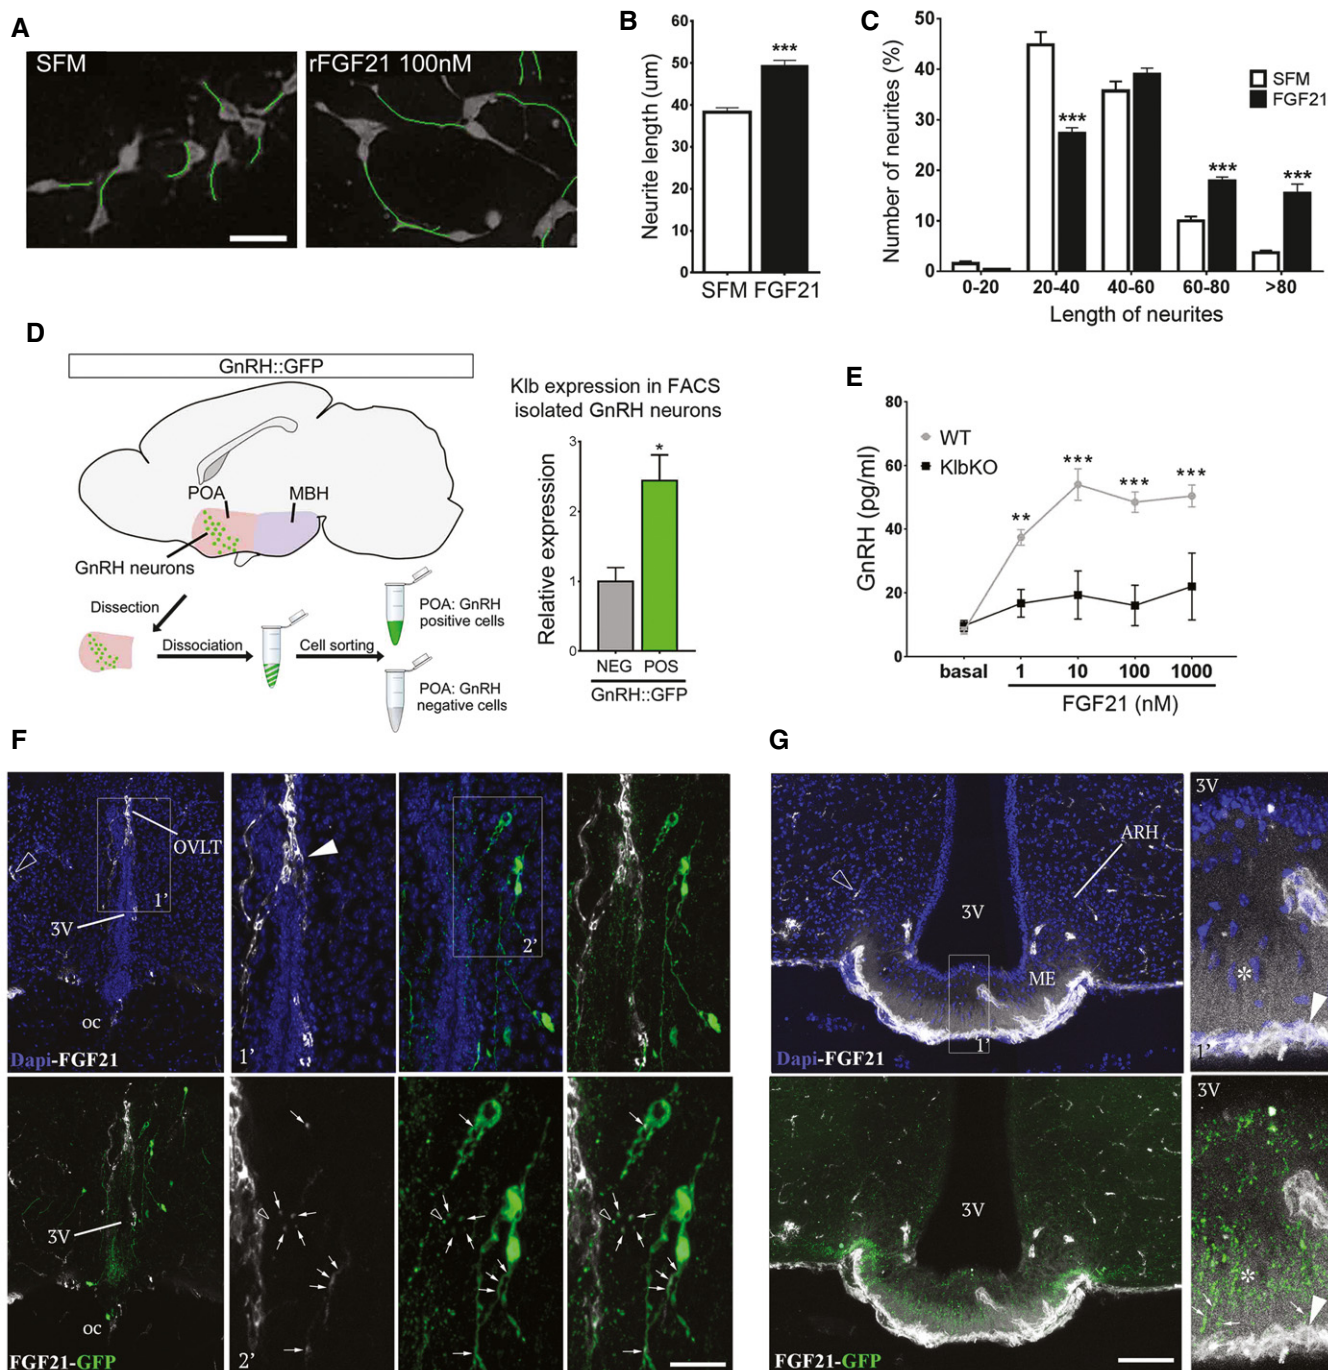 A
SFM
rFGF21 100nM
B
Neurite length (um)
60
50
40
30
20
10
0
***
SFM FGF21
C
Number of neurites (%)
50
40
30
20
10
0
***
***
***
SFM
FGF21
0-20
20-40
40-60
60-80
>80
Length of neurites
D
GnRH::GFP
POA
MBH
GnRH neurons
Dissection
Dissociation
Cell sorting
POA: GnRH
positive cells
POA: GnRH
negative cells
Klb expression in FACS
isolated GnRH neurons
Relative expression
3
2
1
0
*
NEG
POS
GnRH::GFP
E
GnRH (pg/ml)
80
60
40
20
0
WT
KlbKO
**
***
***
***
basal
1
10
100
1000
FGF21 (nM)
F
OVLT
1'
3V
oc
Dapi-FGF21
1'
2'
3V
oc
FGF21-GFP
2'
G
ARH
3V
ME
1'
Dapi-FGF21
3V
*
1'
3V
FGF21-GFP
3V
*